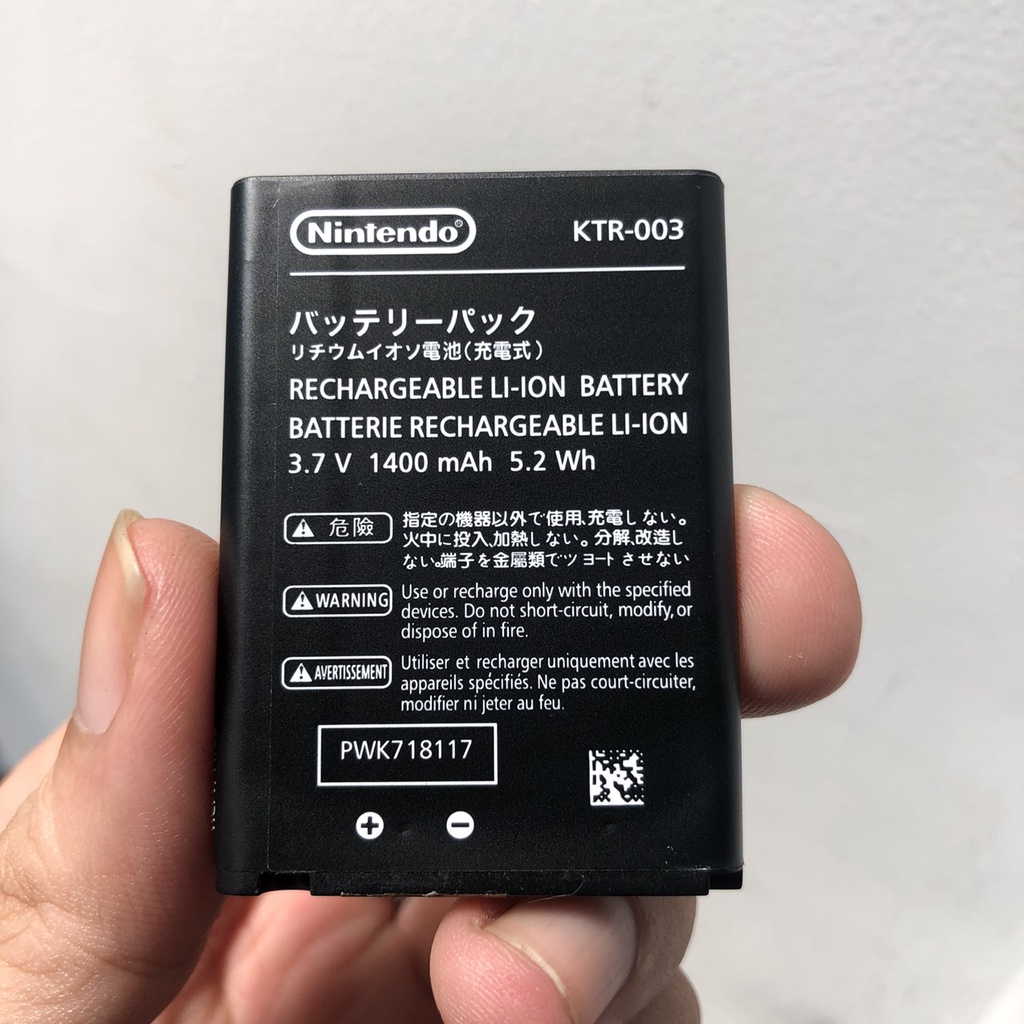 Nintendo®
KTR-003
バッテリーパック
リチウムイオソ電池(充電式)
RECHARGEABLE LI-ION BATTERY
BATTERIE RECHARGEABLE LI-ION
3.7 V 1400 mAh 5.2 Wh
危險
指定の機器以外で使用、充電しない。
火中に投入、加熱しない。分解、改造し
ない。端子を金属類でツヨートさせない
WARNING
Use or recharge only with the specified
devices. Do not short-circuit, modify, or
dispose of in fire.
AVERTISSEMENT
Utiliser et recharger uniquement avec les
appareils spécifiés. Ne pas court-circuiter,
modifier ni jeter au feu.
PWK718117
+ −